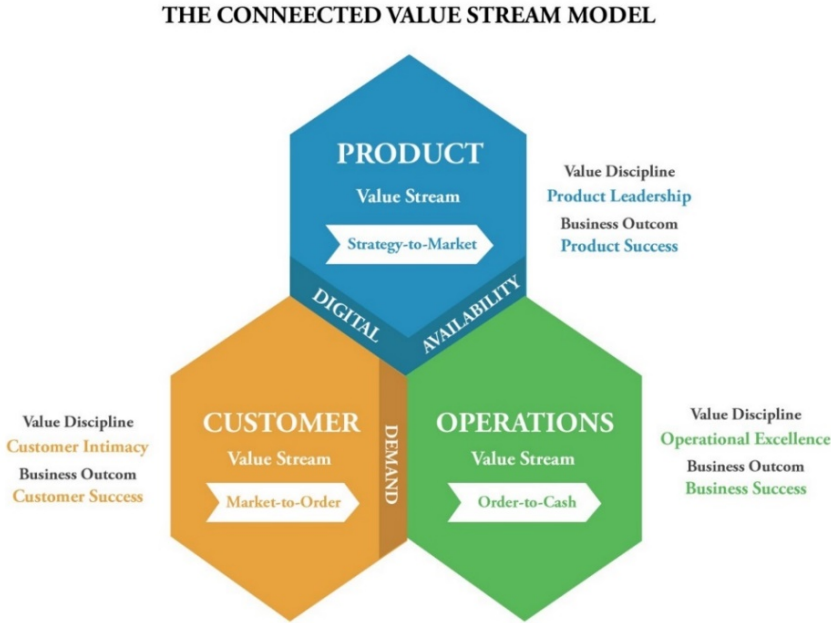 THE CONNEECTED VALUE STREAM MODEL
PRODUCT
Value Stream
Strategy-to-Market
Value Discipline
Product Leadership
Business Outcom
Product Success
DIGITAL
AVAILABILITY
Value Discipline
Customer Intimacy
Business Outcom
Customer Success
CUSTOMER
Value Stream
Market-to-Order
DEMAND
OPERATIONS
Value Stream
Order-to-Cash
Value Discipline
Operational Excellence
Business Outcom
Business Success